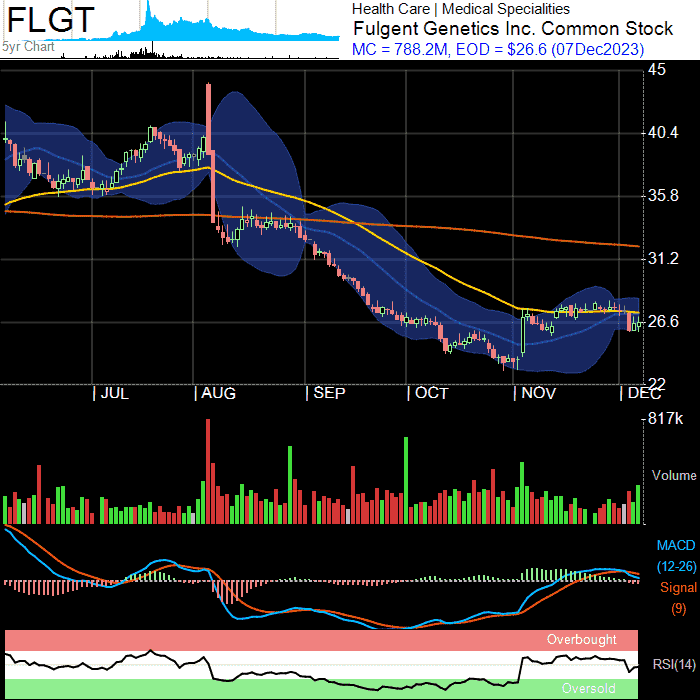 FLGT
5yr Chart
Health Care | Medical Specialities
Fulgent Genetics Inc. Common Stock
MC = 788.2M, EOD = $26.6 (07Dec2023)
45
40.4
35.8
31.2
26.6
22
| JUL | AUG | SEP | OCT | NOV | DEC
817k
Volume
MACD
(12-26)
Signal
(9)
Overbought
RSI(14)
Oversold